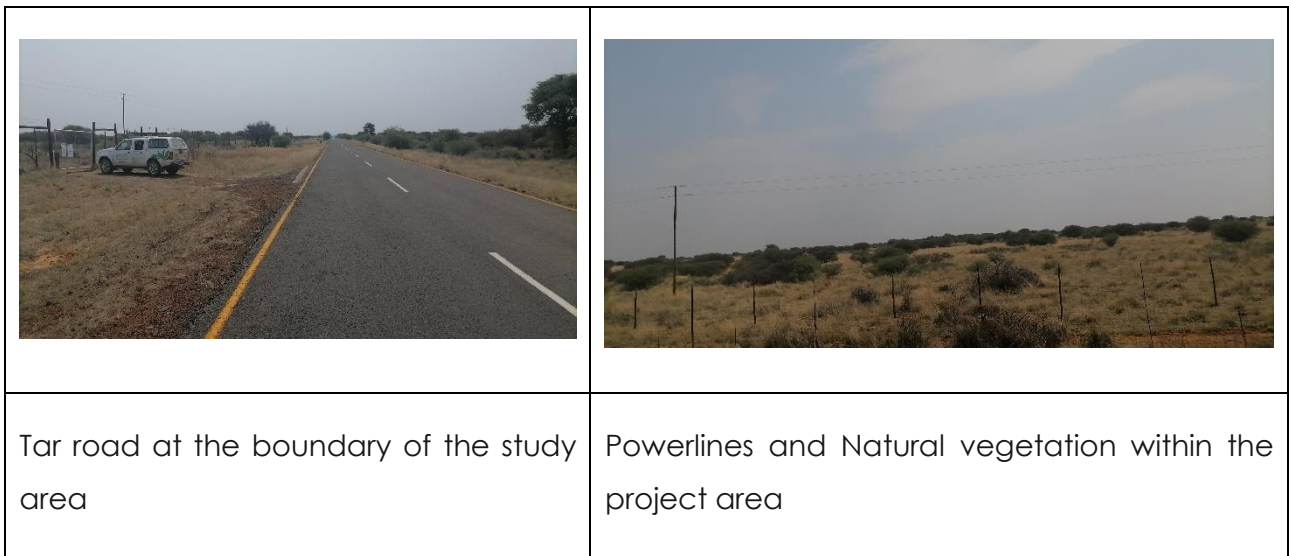 Tar road at the boundary of the study
area
Powerlines and Natural vegetation within the
project area